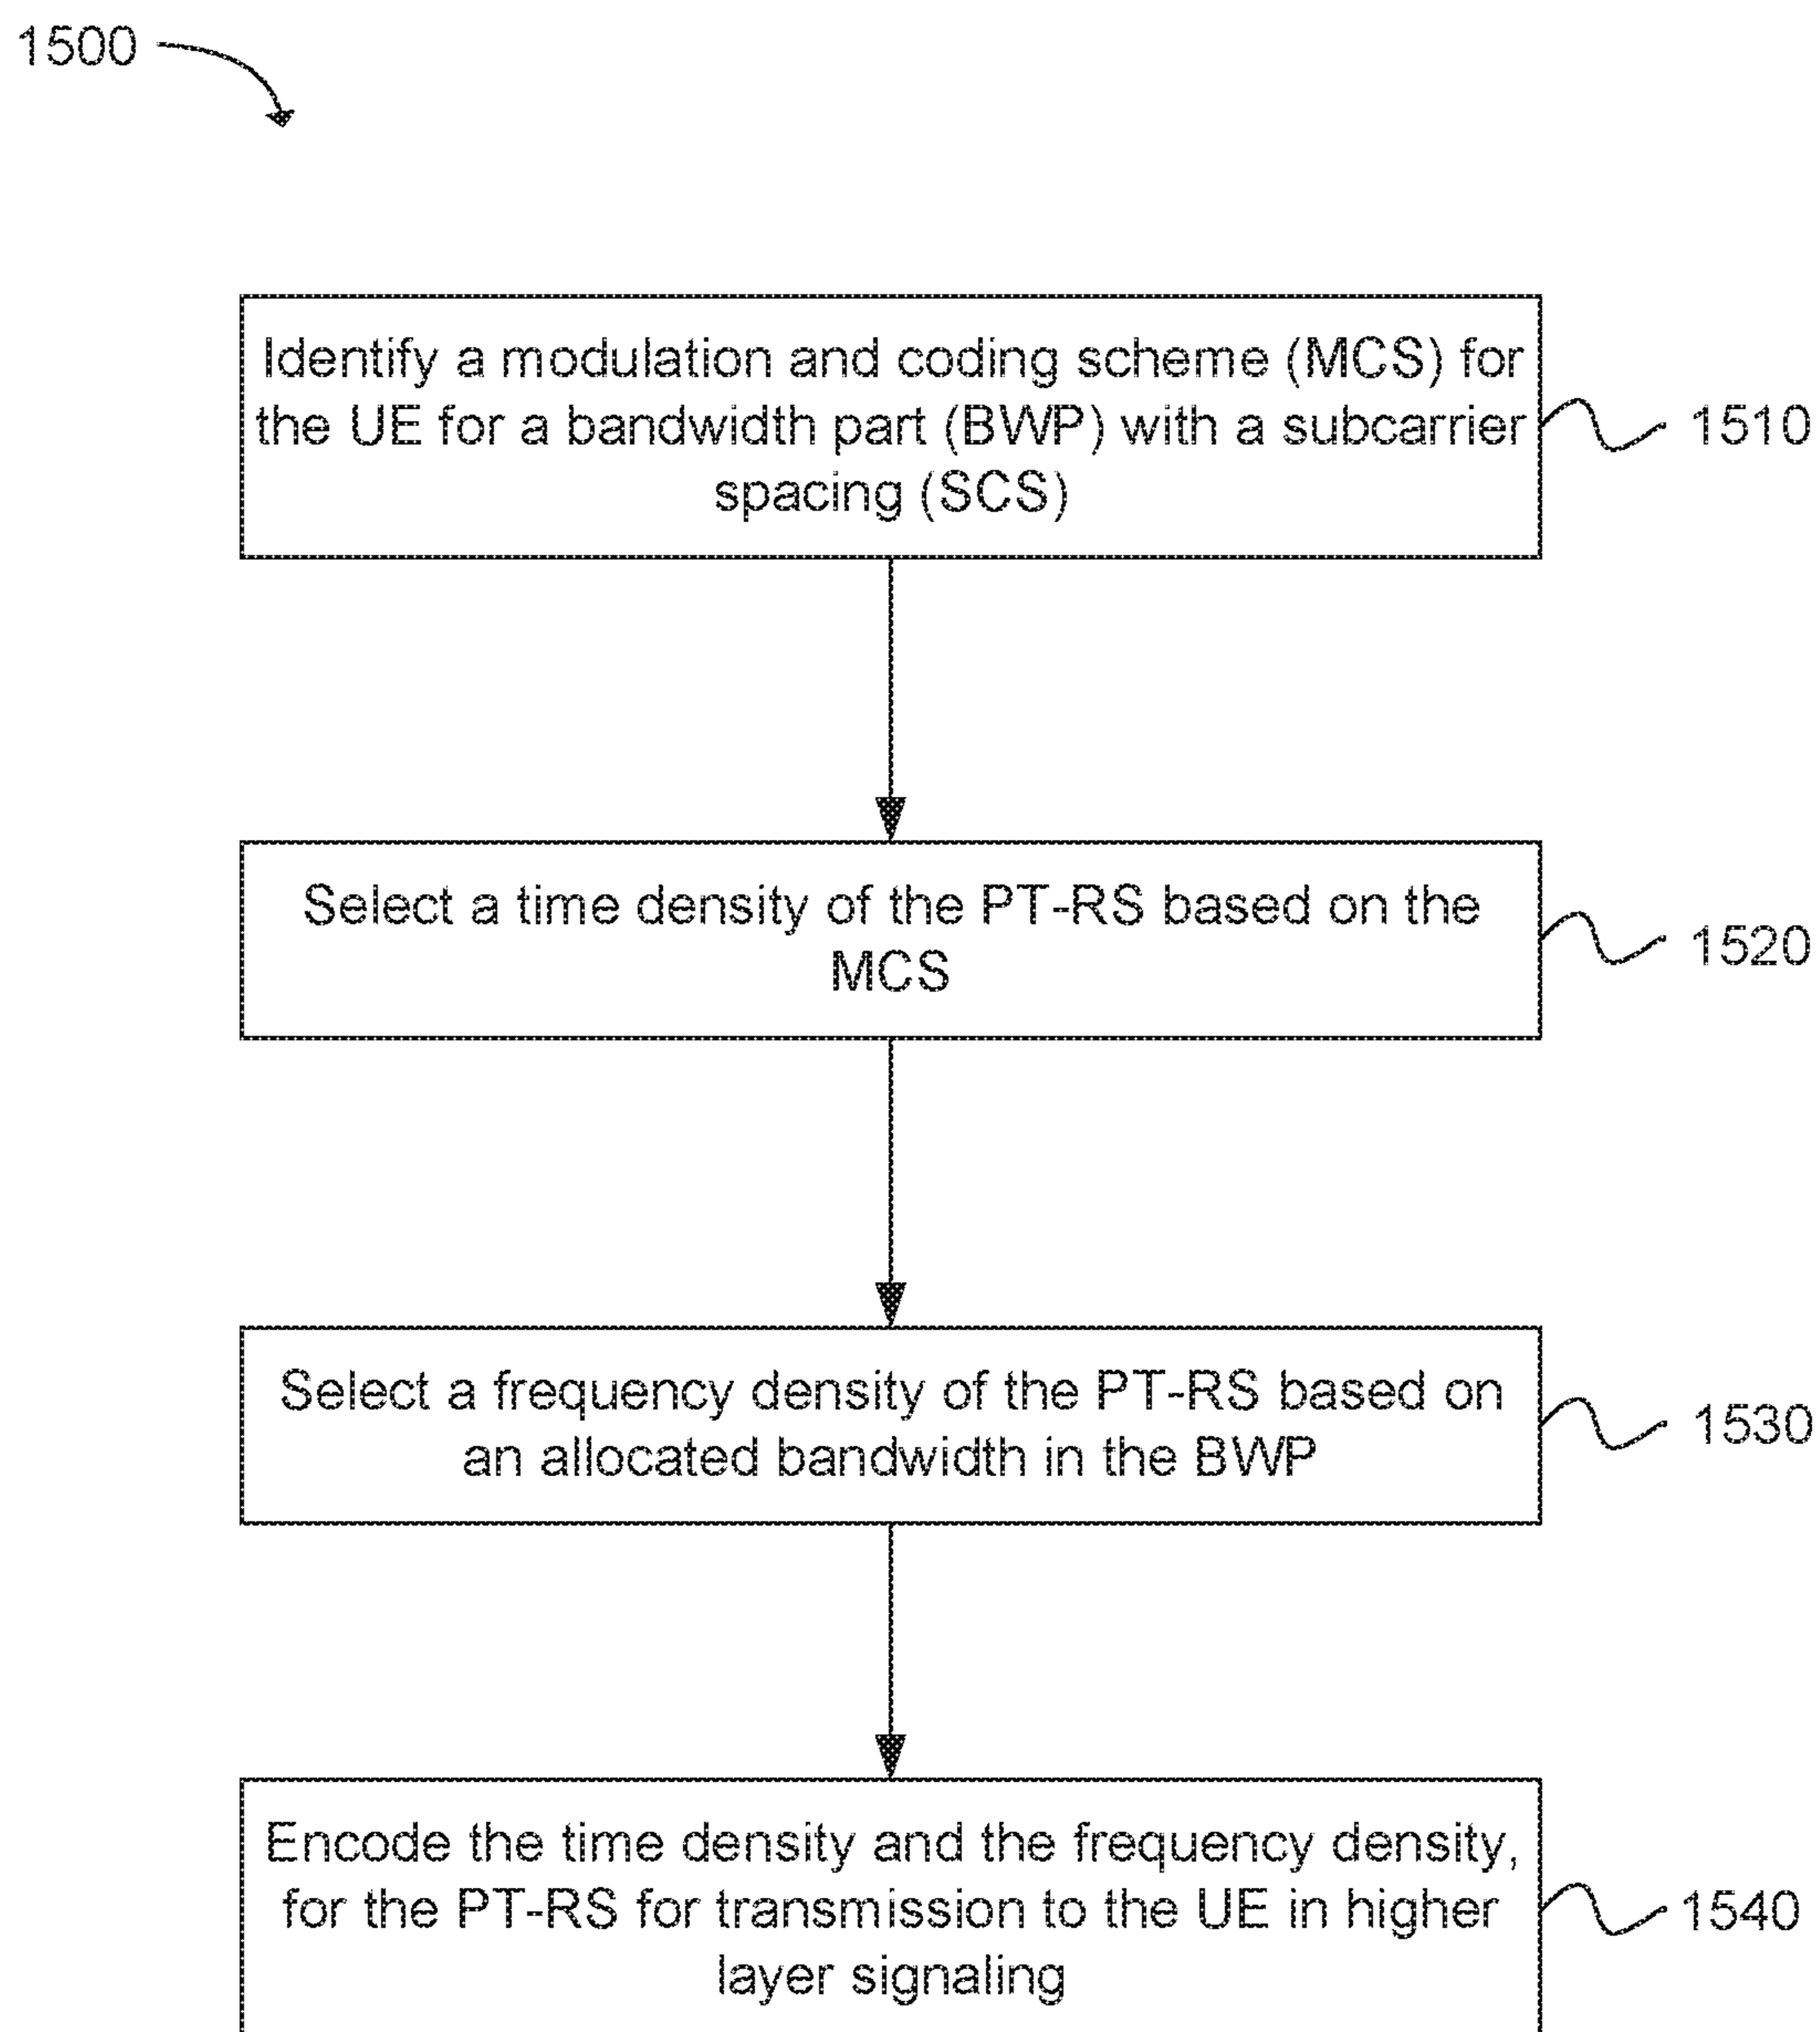 1500
Identify a modulation and coding scheme (MCS) for
the UE for a bandwidth part (BWP) with a subcarrier
spacing (SCS)
1510
Select a time density of the PT-RS based on the
MCS
1520
Select a frequency density of the PT-RS based on
an allocated bandwidth in the BWP
1530
Encode the time density and the frequency density,
for the PT-RS for transmission to the UE in higher
layer signaling
1540